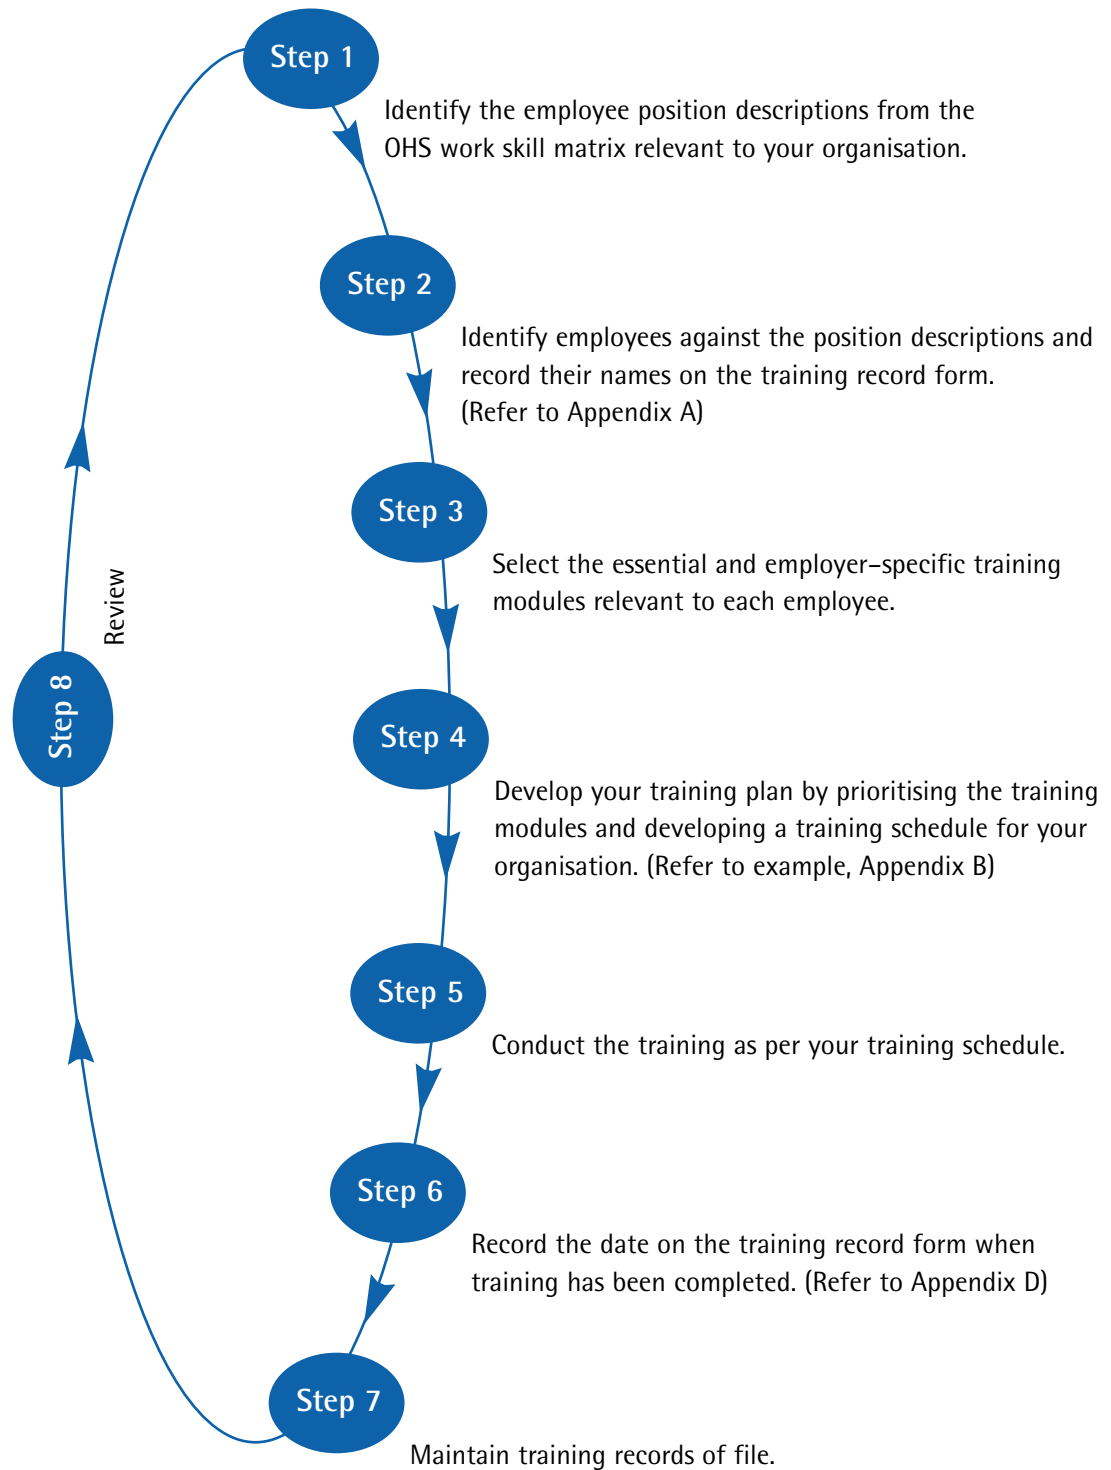 Step 1
Identify the employee position descriptions from the
OHS work skill matrix relevant to your organisation.
Step 2
Identify employees against the position descriptions and
record their names on the training record form.
(Refer to Appendix A)
Step 3
Select the essential and employer–specific training
modules relevant to each employee.
Step 4
Develop your training plan by prioritising the training
modules and developing a training schedule for your
organisation. (Refer to example, Appendix B)
Step 5
Conduct the training as per your training schedule.
Step 6
Record the date on the training record form when
training has been completed. (Refer to Appendix D)
Step 7
Maintain training records of file.
Step 8
Review